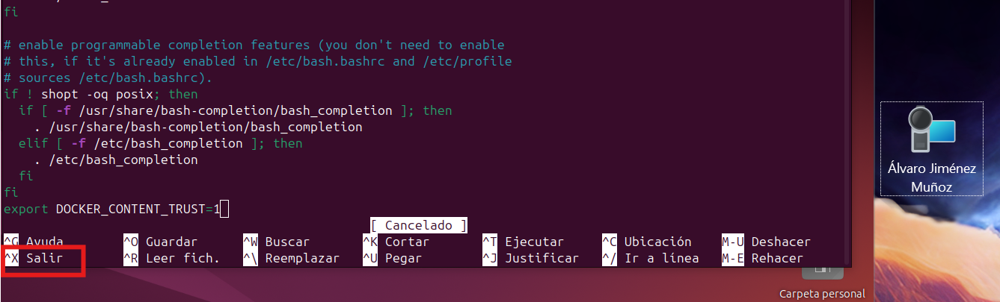 fi
# enable programmable completion features (you don't need to enable
# this, if it's already enabled in /etc/bash.bashrc and /etc/profile
# sources /etc/bash.bashrc).
if ! shopt -oq posix; then
  if [ -f /usr/share/bash-completion/bash_completion ]; then
    . /usr/share/bash-completion/bash_completion
  elif [ -f /etc/bash_completion ]; then
    . /etc/bash_completion
  fi
fi
export DOCKER_CONTENT_TRUST=1
[ Cancelado ]
^G Ayuda ^O Guardar ^W Buscar ^K Cortar ^T Ejecutar ^C Ubicación M-U Deshacer
^X Salir ^R Leer fich. ^\ Reemplazar ^U Pegar ^J Justificar ^/ Ir a línea M-E Rehacer
Carpeta personal
Álvaro Jiménez
Muñoz